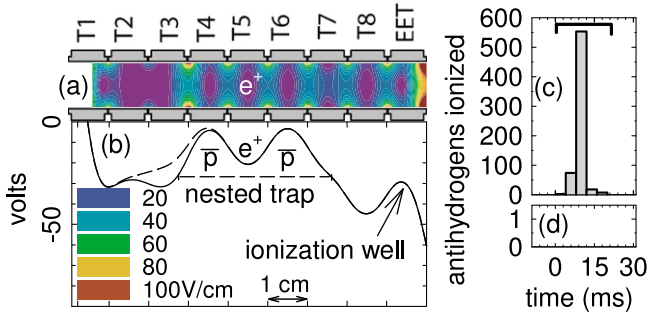 T1 T2 T3 T4 T5 T6 T7 T8 EET
(a) e⁺
0
-50
volts
(b)
p̅ e⁺ p̅
nested trap
ionization well
20
40
60
80
100V/cm
1 cm
antihydrogens ionized
600
500
400
300
200
100
0
(c)
1
0
(d)
0 15 30
time (ms)